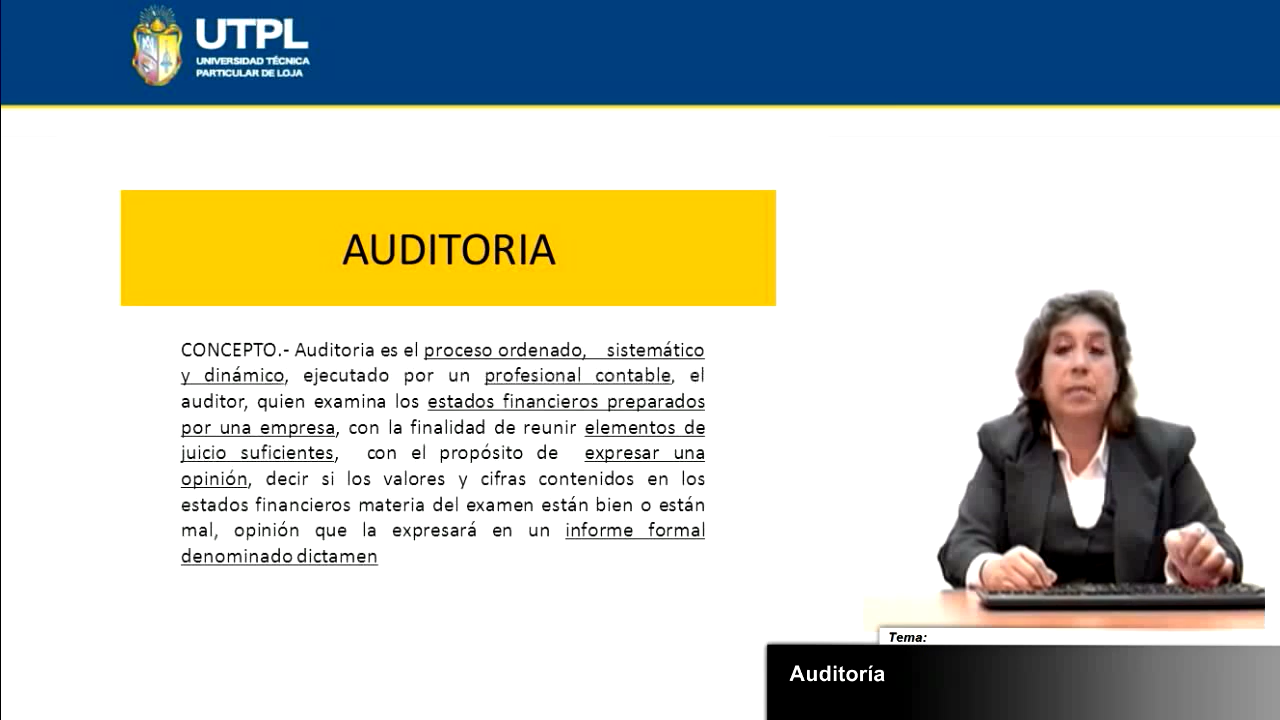 UTPL
UNIVERSIDAD TÉCNICA
PARTICULAR DE LOJA
AUDITORIA
CONCEPTO.- Auditoria es el proceso ordenado, sistemático
y dinámico, ejecutado por un profesional contable, el
auditor, quien examina los estados financieros preparados
por una empresa, con la finalidad de reunir elementos de
juicio suficientes, con el propósito de expresar una
opinión, decir si los valores y cifras contenidos en los
estados financieros materia del examen están bien o están
mal, opinión que la expresará en un informe formal
denominado dictamen
Tema:
Auditoría